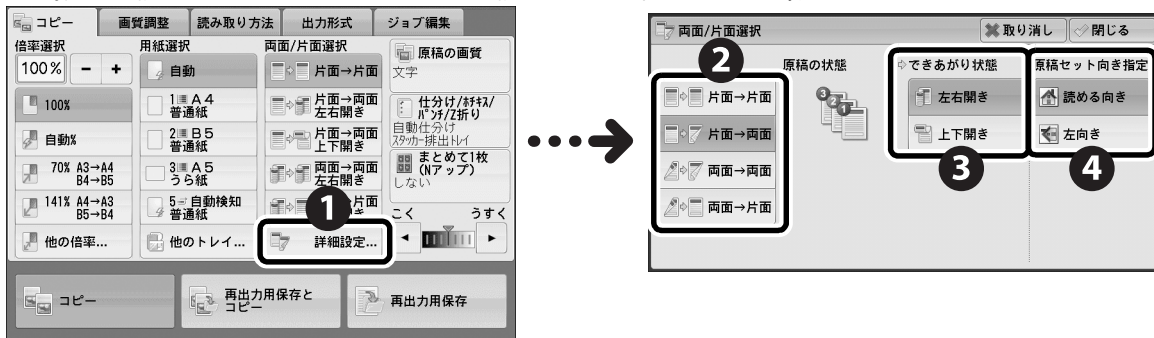 コピー
画質調整
読み取り方法
出力形式
ジョブ編集
倍率選択
100%
－
＋
100%
自動%
70% A3→A4
B4→B5
141% A4→A3
B5→B4
他の倍率...
用紙選択
自動
1 A4
普通紙
2 B5
普通紙
3 A5
うら紙
5 自動検知
普通紙
他のトレイ...
両面/片面選択
片面→片面
片面→両面
左右開き
片面→両面
上下開き
両面→両面
左右開き
片面
1
詳細設定...
原稿の画質
文字
仕分け/ﾎﾁｷｽ/
ﾊﾟﾝﾁ/Z折り
自動仕分け
ｽﾀｯｶｰ排出ﾄﾚｲ
まとめて1枚
(Nアップ)
しない
こく
うすく
コピー
再出力用保存と
コピー
再出力用保存
両面/片面選択
取り消し
閉じる
2
片面→片面
片面→両面
両面→両面
両面→片面
原稿の状態
3
2
1
できあがり状態
左右開き
上下開き
3
原稿セット向き指定
読める向き
左向き
4